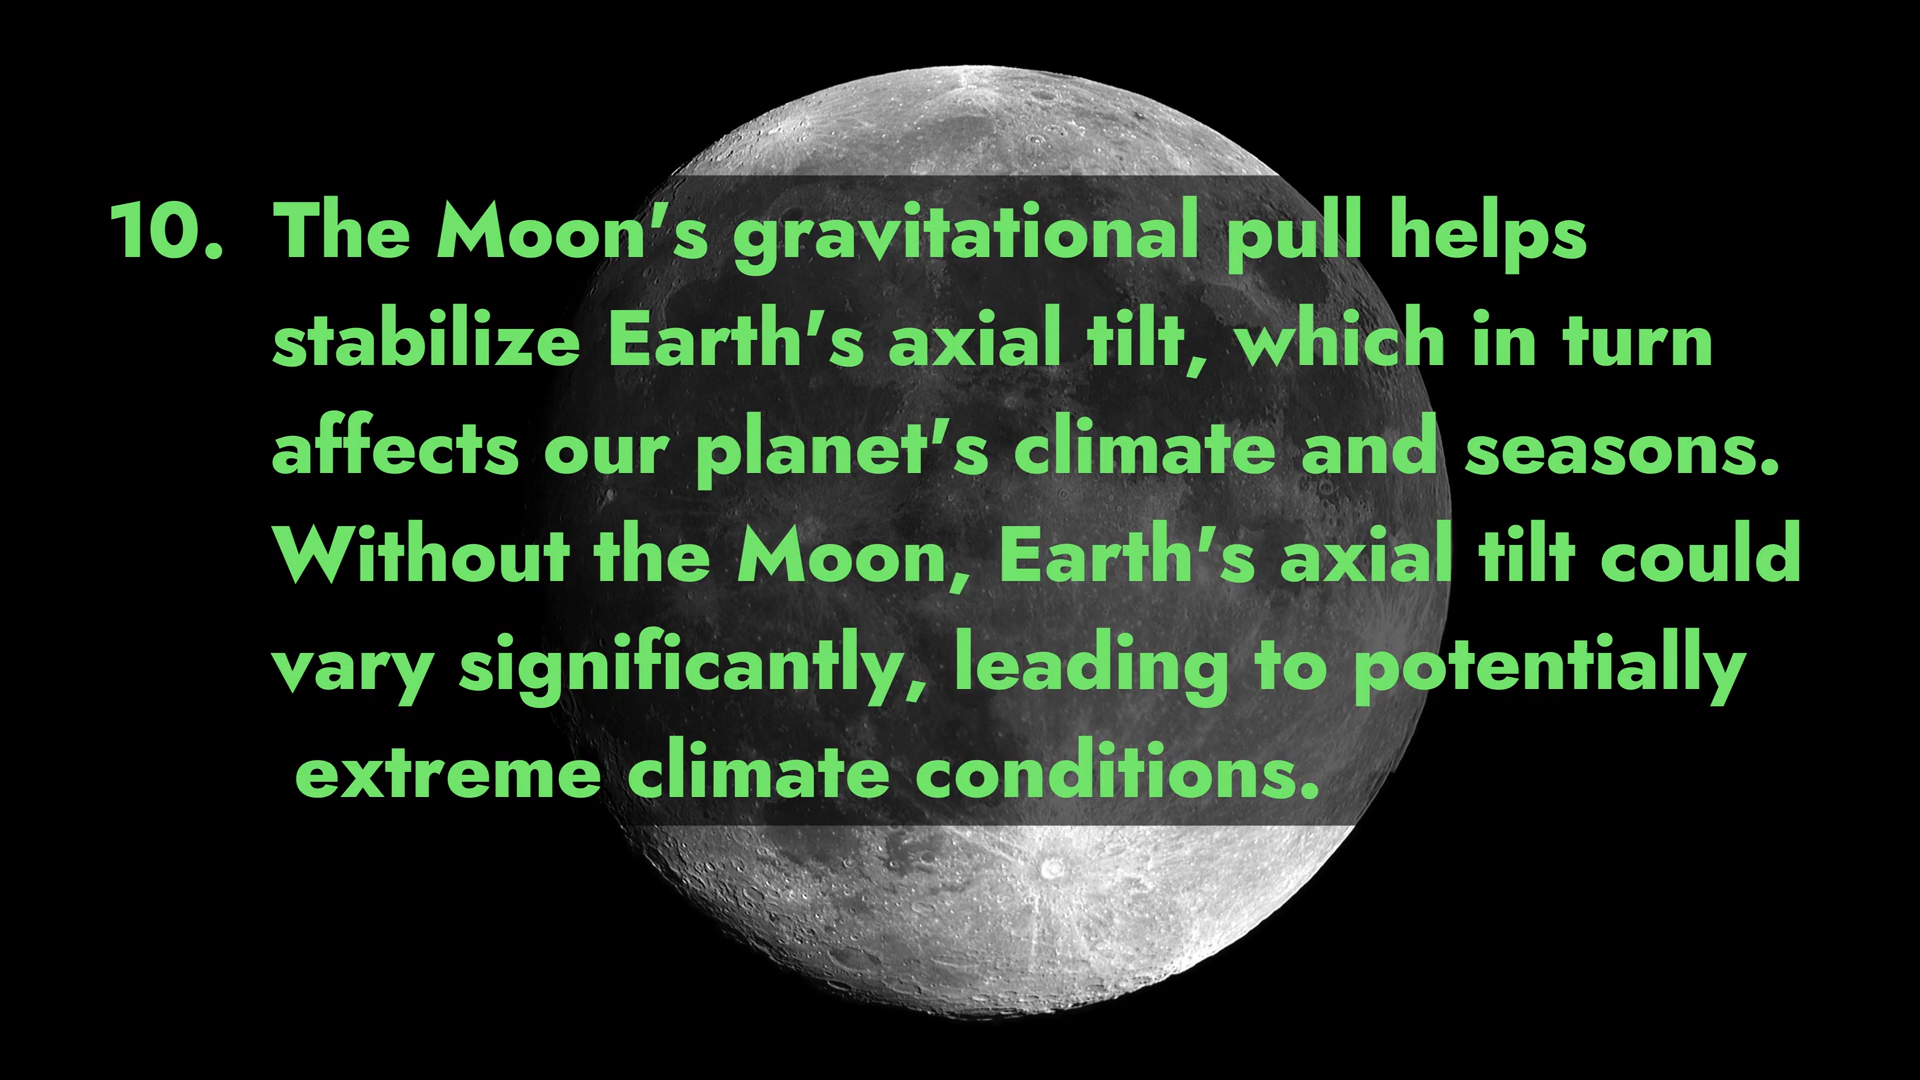 10. The Moon's gravitational pull helps
stabilize Earth's axial tilt, which in turn
affects our planet's climate and seasons.
Without the Moon, Earth's axial tilt could
vary significantly, leading to potentially
extreme climate conditions.